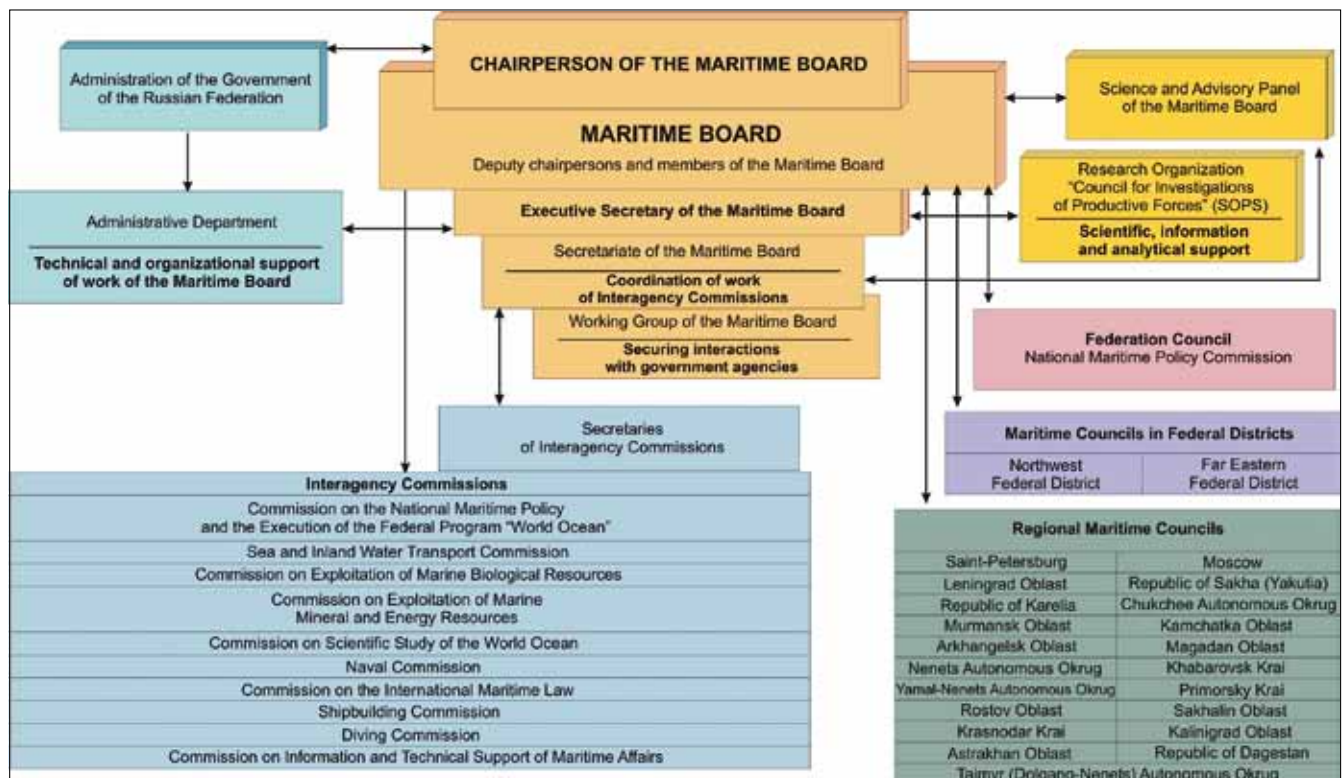 CHAIRPERSON OF THE MARITIME BOARD
MARITIME BOARD
Deputy chairpersons and members of the Maritime Board
Executive Secretary of the Maritime Board
Secretariate of the Maritime Board
Coordination of work
of Interagency Commissions
Working Group of the Maritime Board
Securing interactions
with government agencies
Administration of the Government
of the Russian Federation
Administrative Department
Technical and organizational support
of work of the Maritime Board
Science and Advisory Panel
of the Maritime Board
Research Organization
"Council for Investigations
of Productive Forces" (SOPS)
Scientific, information
and analytical support
Federation Council
National Maritime Policy Commission
Maritime Councils in Federal Districts
Northwest
Federal District
Far Eastern
Federal District
Secretaries
of Interagency Commissions
Interagency Commissions
Commission on the National Maritime Policy
and the Execution of the Federal Program "World Ocean"
Sea and Inland Water Transport Commission
Commission on Exploitation of Marine Biological Resources
Commission on Exploitation of Marine
Mineral and Energy Resources
Commission on Scientific Study of the World Ocean
Naval Commission
Commission on the International Maritime Law
Shipbuilding Commission
Diving Commission
Commission on Information and Technical Support of Maritime Affairs
Regional Maritime Councils
Saint-Petersburg
Moscow
Leningrad Oblast
Republic of Sakha (Yakutia)
Republic of Karelia
Chukchee Autonomous Okrug
Murmansk Oblast
Kamchatka Oblast
Arkhangelsk Oblast
Magadan Oblast
Nenets Autonomous Okrug
Khabarovsk Krai
Yamal-Nenets Autonomous Okrug
Primorsky Krai
Rostov Oblast
Sakhalin Oblast
Krasnodar Krai
Kalinigrad Oblast
Astrakhan Oblast
Republic of Dagestan
Taimyr (Dolgano-Nenets) Autonomous Okrug